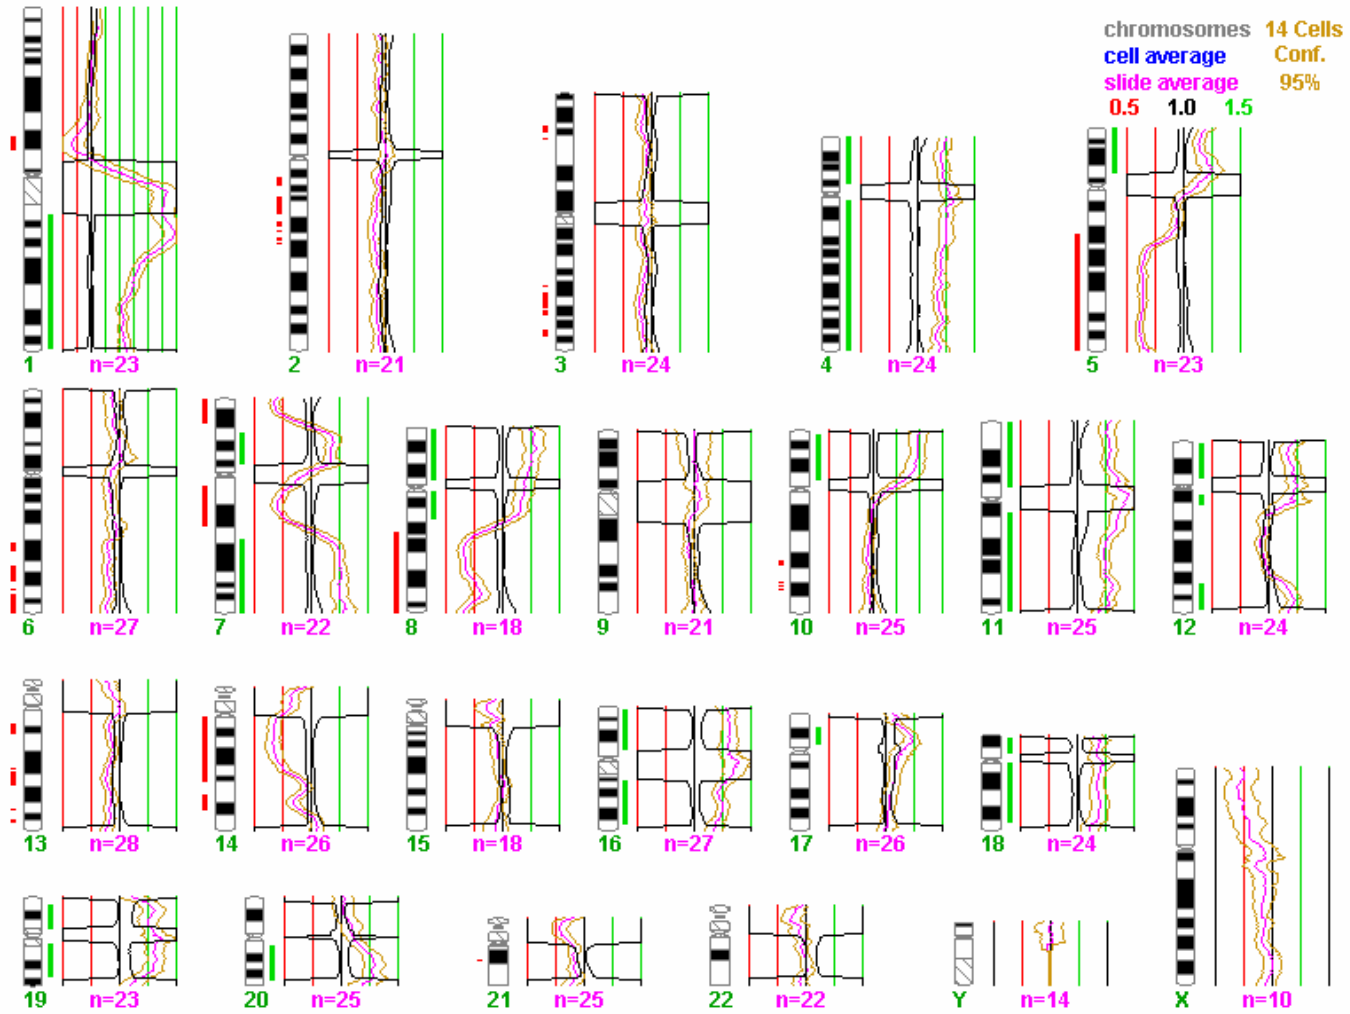 chromosomes 14 Cells
cell average Conf.
slide average 95%
0.5 1.0 1.5
1 n=23
2 n=21
3 n=24
4 n=24
5 n=23
6 n=27
7 n=22
8 n=18
9 n=21
10 n=25
11 n=25
12 n=24
13 n=28
14 n=26
15 n=18
16 n=27
17 n=26
18 n=24
19 n=23
20 n=25
21 n=25
22 n=22
Y n=14
X n=10